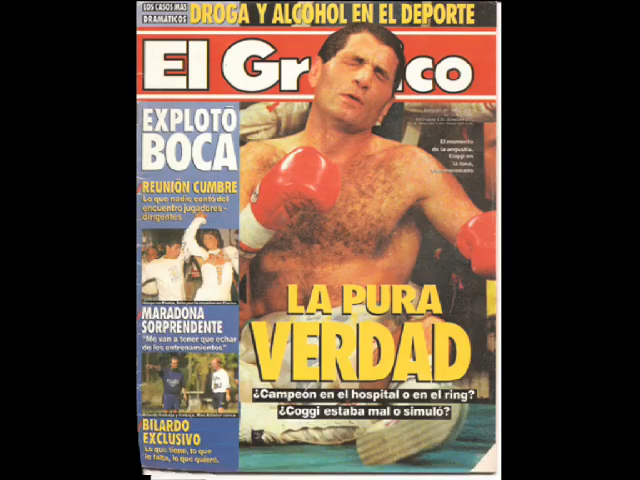 LOS CASOS MÁS
DRAMÁTICOS
DROGA Y ALCOHOL EN EL DEPORTE
El Gr co
EXPLOTÓ
BOCA
REUNIÓN CUMBRE
Lo que nadie contó del
encuentro jugadores-
dirigentes
El momento
de la angustia.
Coggi en
la lona,
MARADONA
SORPRENDENTE
"Me van a tener que echar
de los entrenamientos"
BILARDO
EXCLUSIVO
Lo que tiene, lo que
le falta, lo que quiere.
LA PURA
VERDAD
¿Campeón en el hospital o en el ring?
¿Coggi estaba mal o simuló?